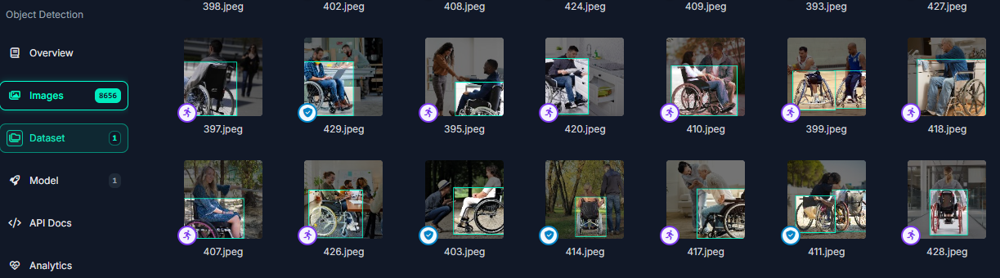 Object Detection
Overview
Images 8656
Dataset 1
Model 1
API Docs
Analytics
398.jpeg 402.jpeg 408.jpeg 424.jpeg 409.jpeg 393.jpeg 427.jpeg
397.jpeg 429.jpeg 395.jpeg 420.jpeg 410.jpeg 399.jpeg 418.jpeg
407.jpeg 426.jpeg 403.jpeg 414.jpeg 417.jpeg 411.jpeg 428.jpeg